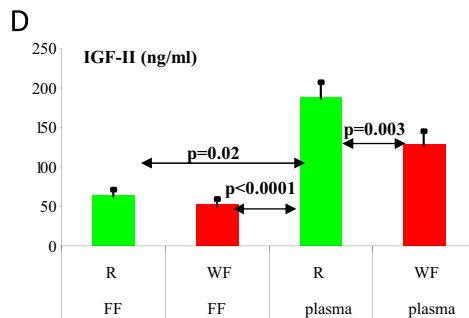 D
IGF-II (ng/ml)
250
200
150
100
50
0
p=0.02
p<0.0001
p=0.003
R WF R WF
FF FF plasma plasma